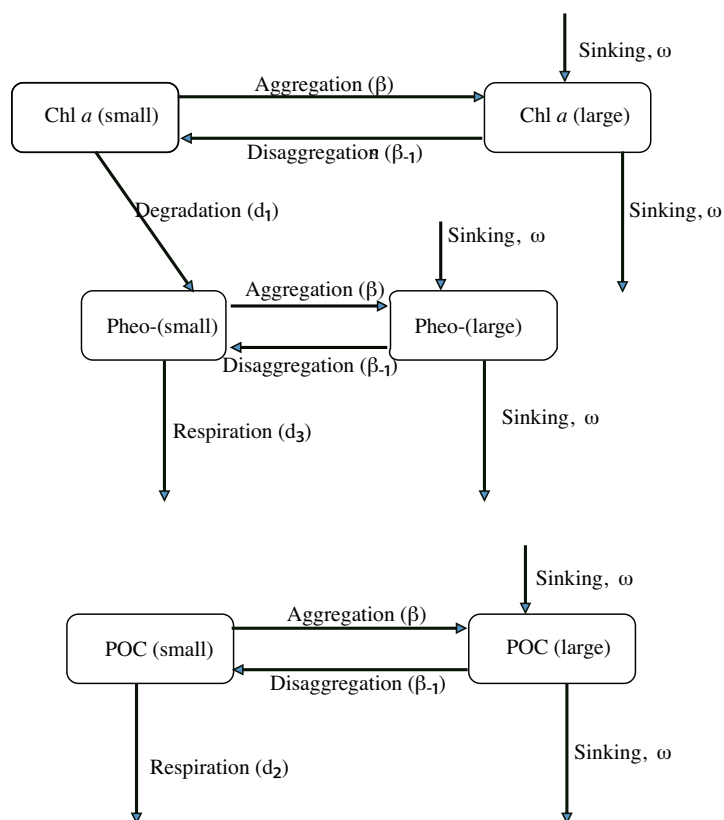 Sinking, ω
Aggregation (β)
Chl a (small)
Chl a (large)
Disaggregation (β-1)
Degradation (d1)
Sinking, ω
Sinking, ω
Aggregation (β)
Pheo-(small)
Pheo-(large)
Disaggregation (β-1)
Respiration (d3)
Sinking, ω
Sinking, ω
Aggregation (β)
POC (small)
POC (large)
Disaggregation (β-1)
Respiration (d2)
Sinking, ω